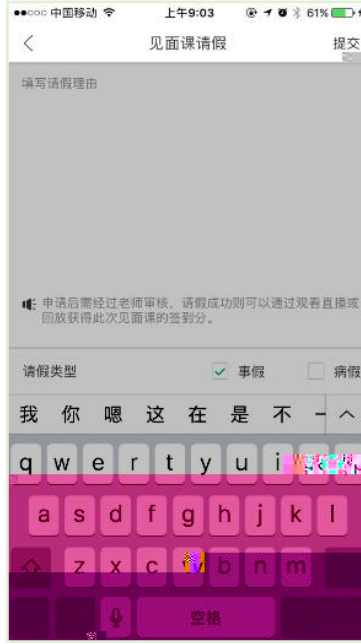 中国移动 上午9:03 61%
见面课请假 提交
填写请假理由
申请后需经过老师审核，请假成功则可以通过观看直播或
回放获得此次见面课的签到分。
请假类型 事假 病假
我 你 嗯 这 在 是 不 一
q w e r t y u i
a s d f g h j k l
z x c v b n m
空格